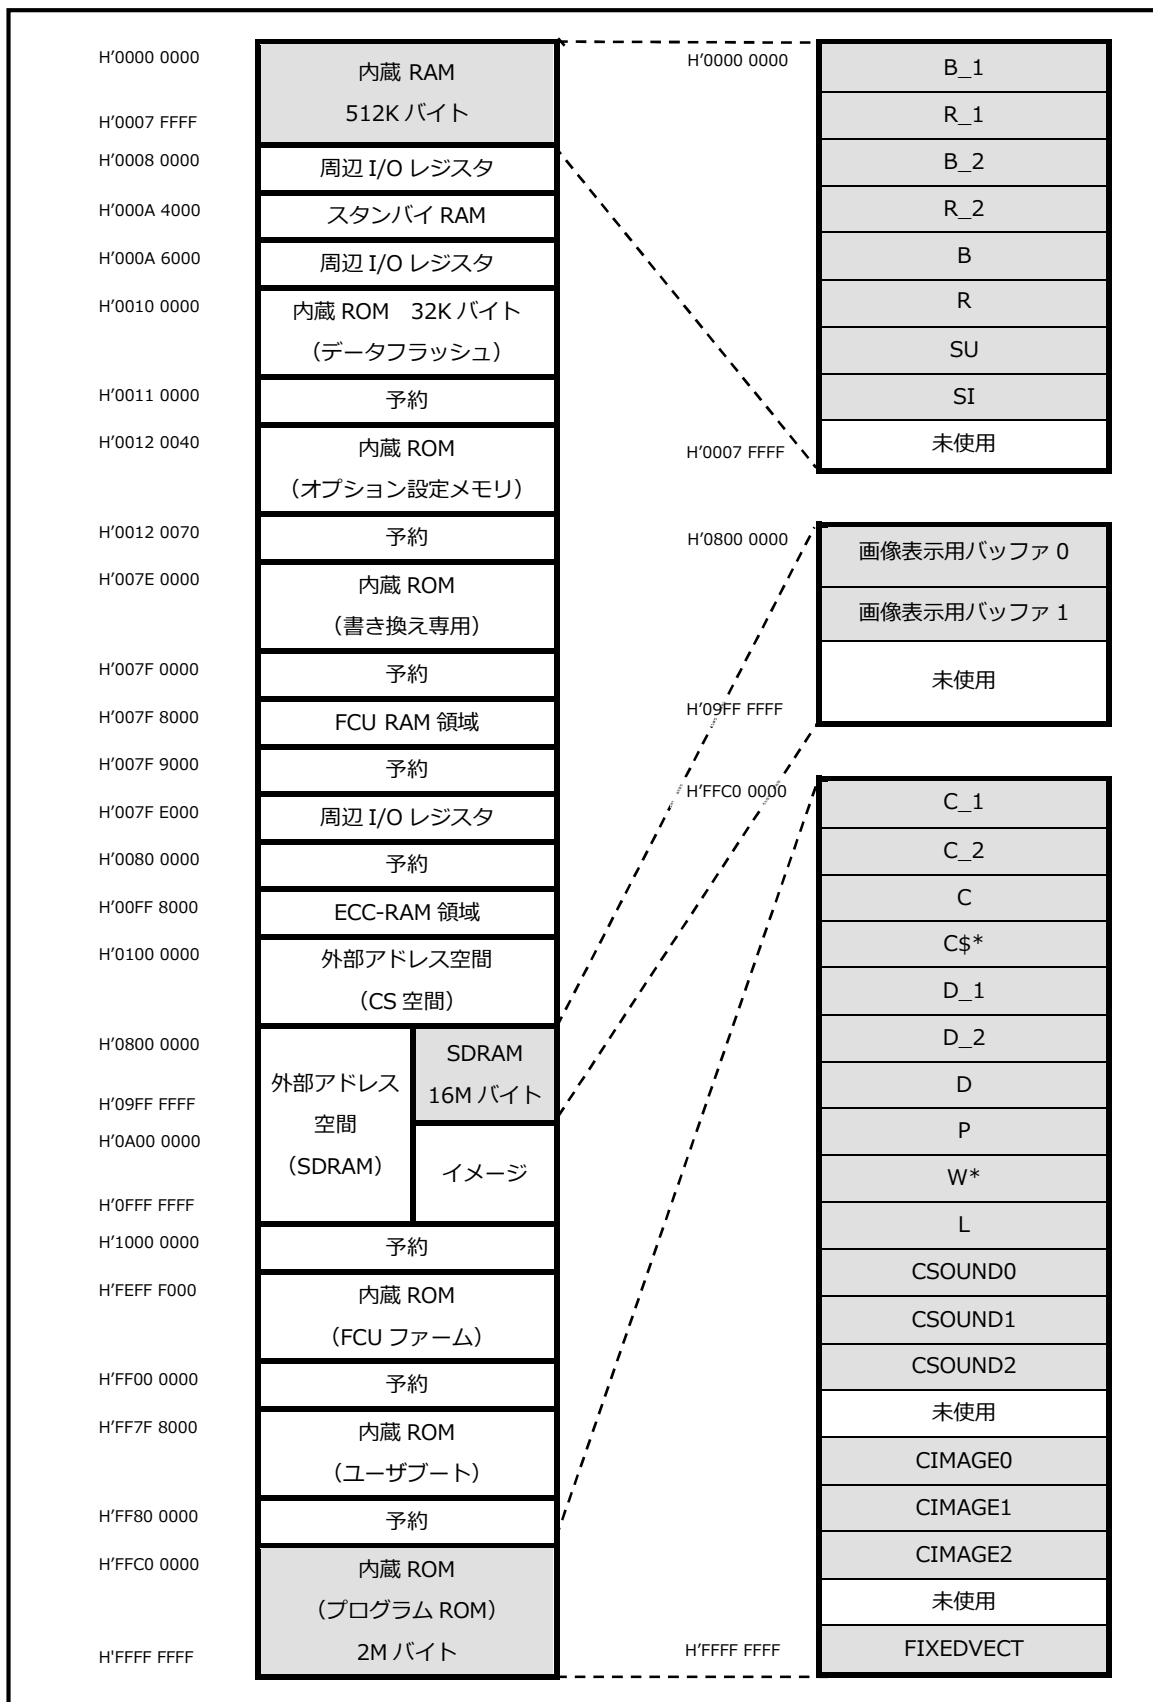 H'0000 0000
内蔵 RAM
512K バイト
H'0007 FFFF
H'0008 0000
周辺 I/O レジスタ
H'000A 4000
スタンバイ RAM
H'000A 6000
周辺 I/O レジスタ
H'0010 0000
内蔵 ROM　32K バイト
（データフラッシュ）
H'0011 0000
予約
H'0012 0040
内蔵 ROM
（オプション設定メモリ）
H'0012 0070
予約
H'007E 0000
内蔵 ROM
（書き換え専用）
H'007F 0000
予約
H'007F 8000
FCU RAM 領域
H'007F 9000
予約
H'007F E000
周辺 I/O レジスタ
H'0080 0000
予約
H'00FF 8000
ECC-RAM 領域
H'0100 0000
外部アドレス空間
（CS 空間）
H'0800 0000
外部アドレス
空間
（SDRAM）
SDRAM
16M バイト
H'09FF FFFF
H'0A00 0000
イメージ
H'0FFF FFFF
H'1000 0000
予約
H'FEFF F000
内蔵 ROM
（FCU ファーム）
H'FF00 0000
予約
H'FF7F 8000
内蔵 ROM
（ユーザブート）
H'FF80 0000
予約
H'FFC0 0000
内蔵 ROM
（プログラム ROM）
2M バイト
H'FFFF FFFF
H'0000 0000
B_1
R_1
B_2
R_2
B
R
SU
SI
未使用
H'0007 FFFF
H'0800 0000
画像表示用バッファ 0
画像表示用バッファ 1
未使用
H'09FF FFFF
H'FFC0 0000
C_1
C_2
C
C$*
D_1
D_2
D
P
W*
L
CSOUND0
CSOUND1
CSOUND2
未使用
CIMAGE0
CIMAGE1
CIMAGE2
未使用
H'FFFF FFFF
FIXEDVECT